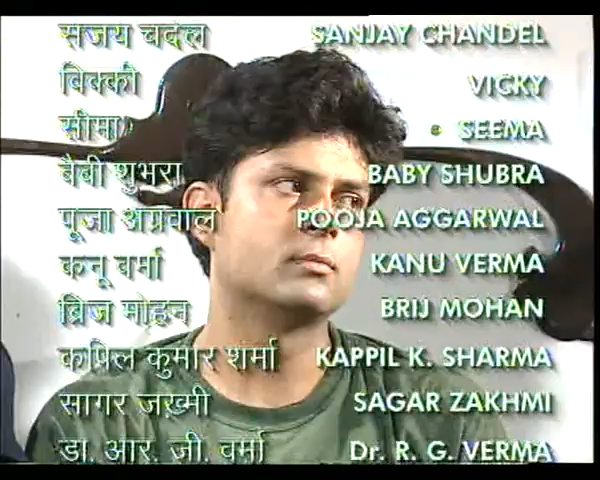 संजय चंदेल SANJAY CHANDEL
विक्की VICKY
सीमा SEEMA
बैबी शुभरा BABY SHUBRA
पूजा अग्रवाल POOJA AGGARWAL
कनू वर्मा KANU VERMA
ब्रिज मोहन BRIJ MOHAN
कपिल कुमार शर्मा KAPPIL K. SHARMA
सागर जख़्मी SAGAR ZAKHMI
डा. आर. जी. वर्मा Dr. R. G. VERMA